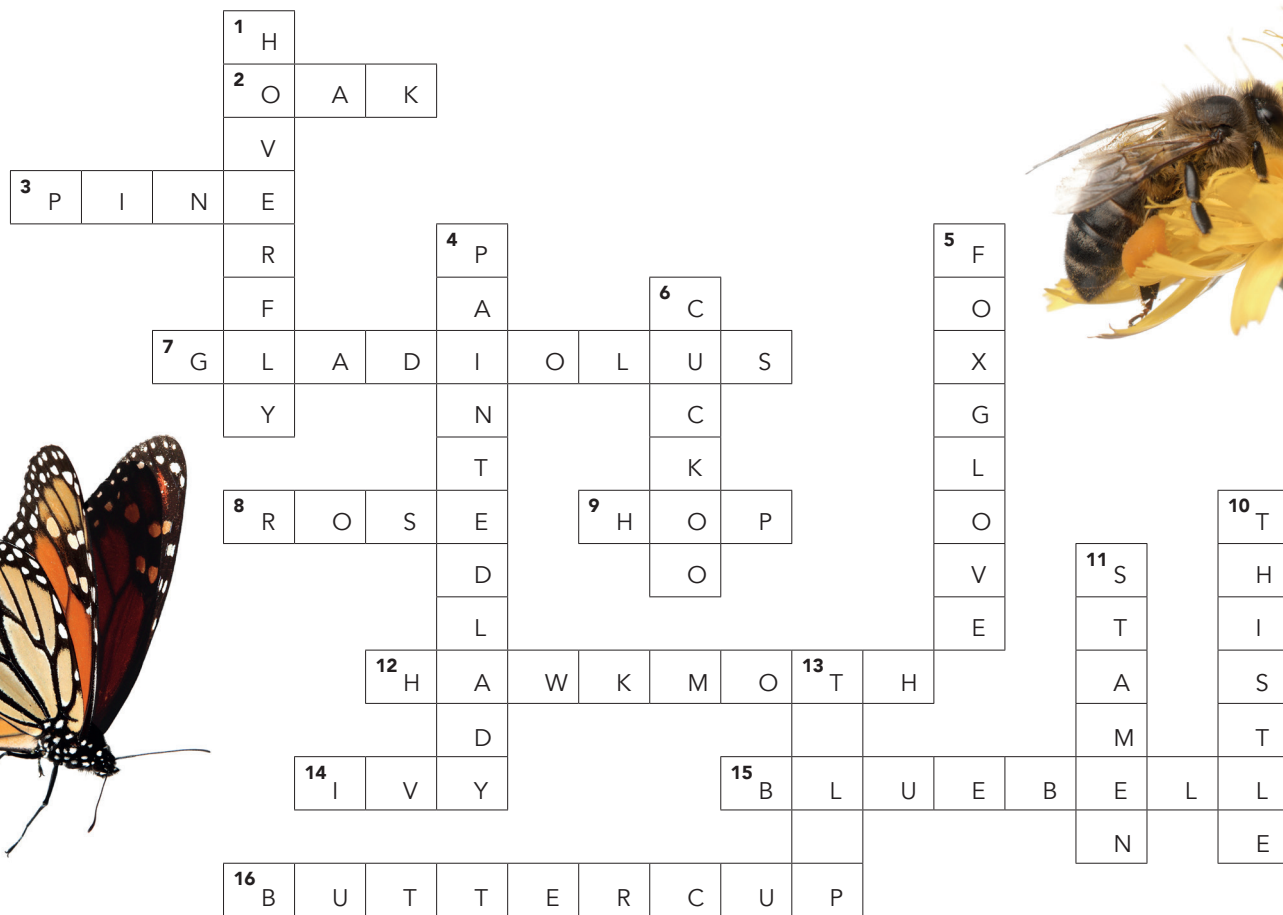 1 H
2 O A K
V
3 P I N E
R 4 P 5 F
F A 6 C O
7 G L A D I O L U S X
Y N C G
T K L
8 R O S E 9 H O P O 10 T
D O V 11 S H
L E T I
12 H A W K M O 13 T H A S
D M T
14 I V Y 15 B L U E B E L L
N E
16 B U T T E R C U P